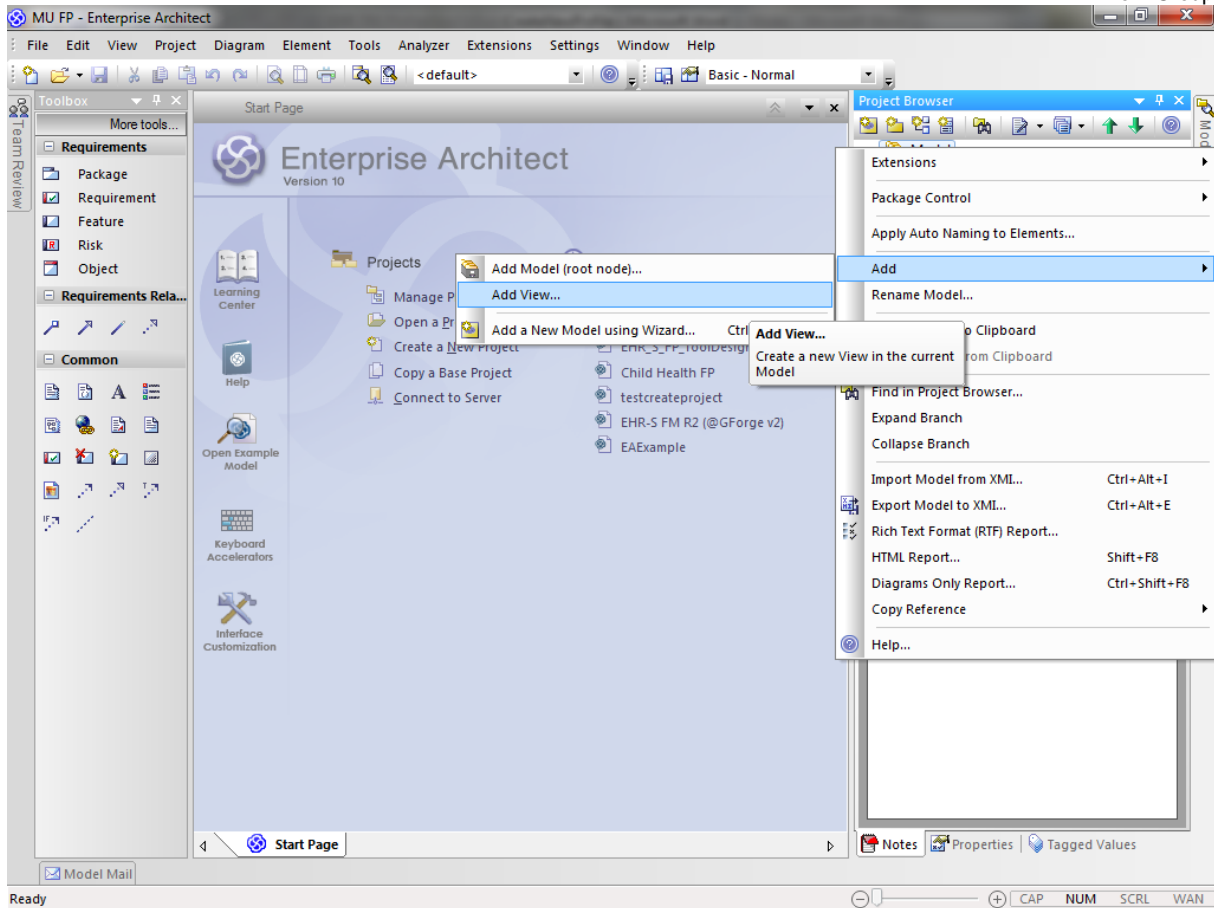 MU FP - Enterprise Architect
File Edit View Project Diagram Element Tools Analyzer Extensions Settings Window Help
<default>
Basic - Normal
Team Review
Toolbox
More tools...
Requirements
Package
Requirement
Feature
Risk
Object
Requirements Rela...
Common
Start Page
Enterprise Architect
Version 10
Learning
Center
Help
Open Example
Model
Keyboard
Accelerators
Interface
Customization
Projects
Manage P
Open a Pr
Create a New Project
Copy a Base Project
Connect to Server
EHR_S_FP_ToolDesign
Child Health FP
testcreateproject
EHR-S FM R2 (@GForge v2)
EAExample
Add Model (root node)...
Add View...
Add a New Model using Wizard... Ctrl
Add View...
Create a new View in the current
Model
Project Browser
Extensions
Package Control
Apply Auto Naming to Elements...
Add
Rename Model...
o Clipboard
rom Clipboard
Find in Project Browser...
Expand Branch
Collapse Branch
Import Model from XMI... Ctrl+Alt+I
Export Model to XMI... Ctrl+Alt+E
Rich Text Format (RTF) Report...
HTML Report... Shift+F8
Diagrams Only Report... Ctrl+Shift+F8
Copy Reference
Help...
Start Page
Notes Properties Tagged Values
Model Mail
Ready
CAP NUM SCRL WAN